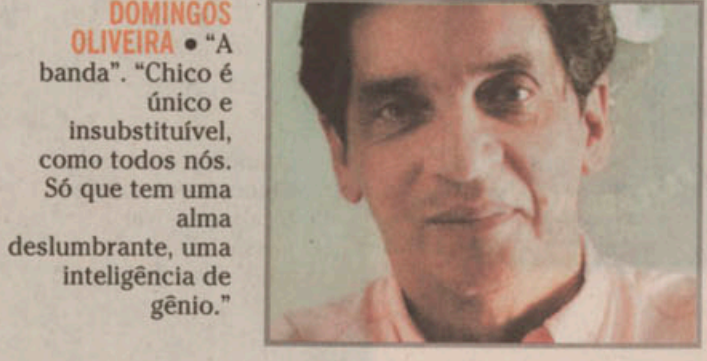 DOMINGOS
OLIVEIRA • “A
banda”. “Chico é
único e
insubstituível,
como todos nós.
Só que tem uma
alma
deslumbrante, uma
inteligência de
gênio.”